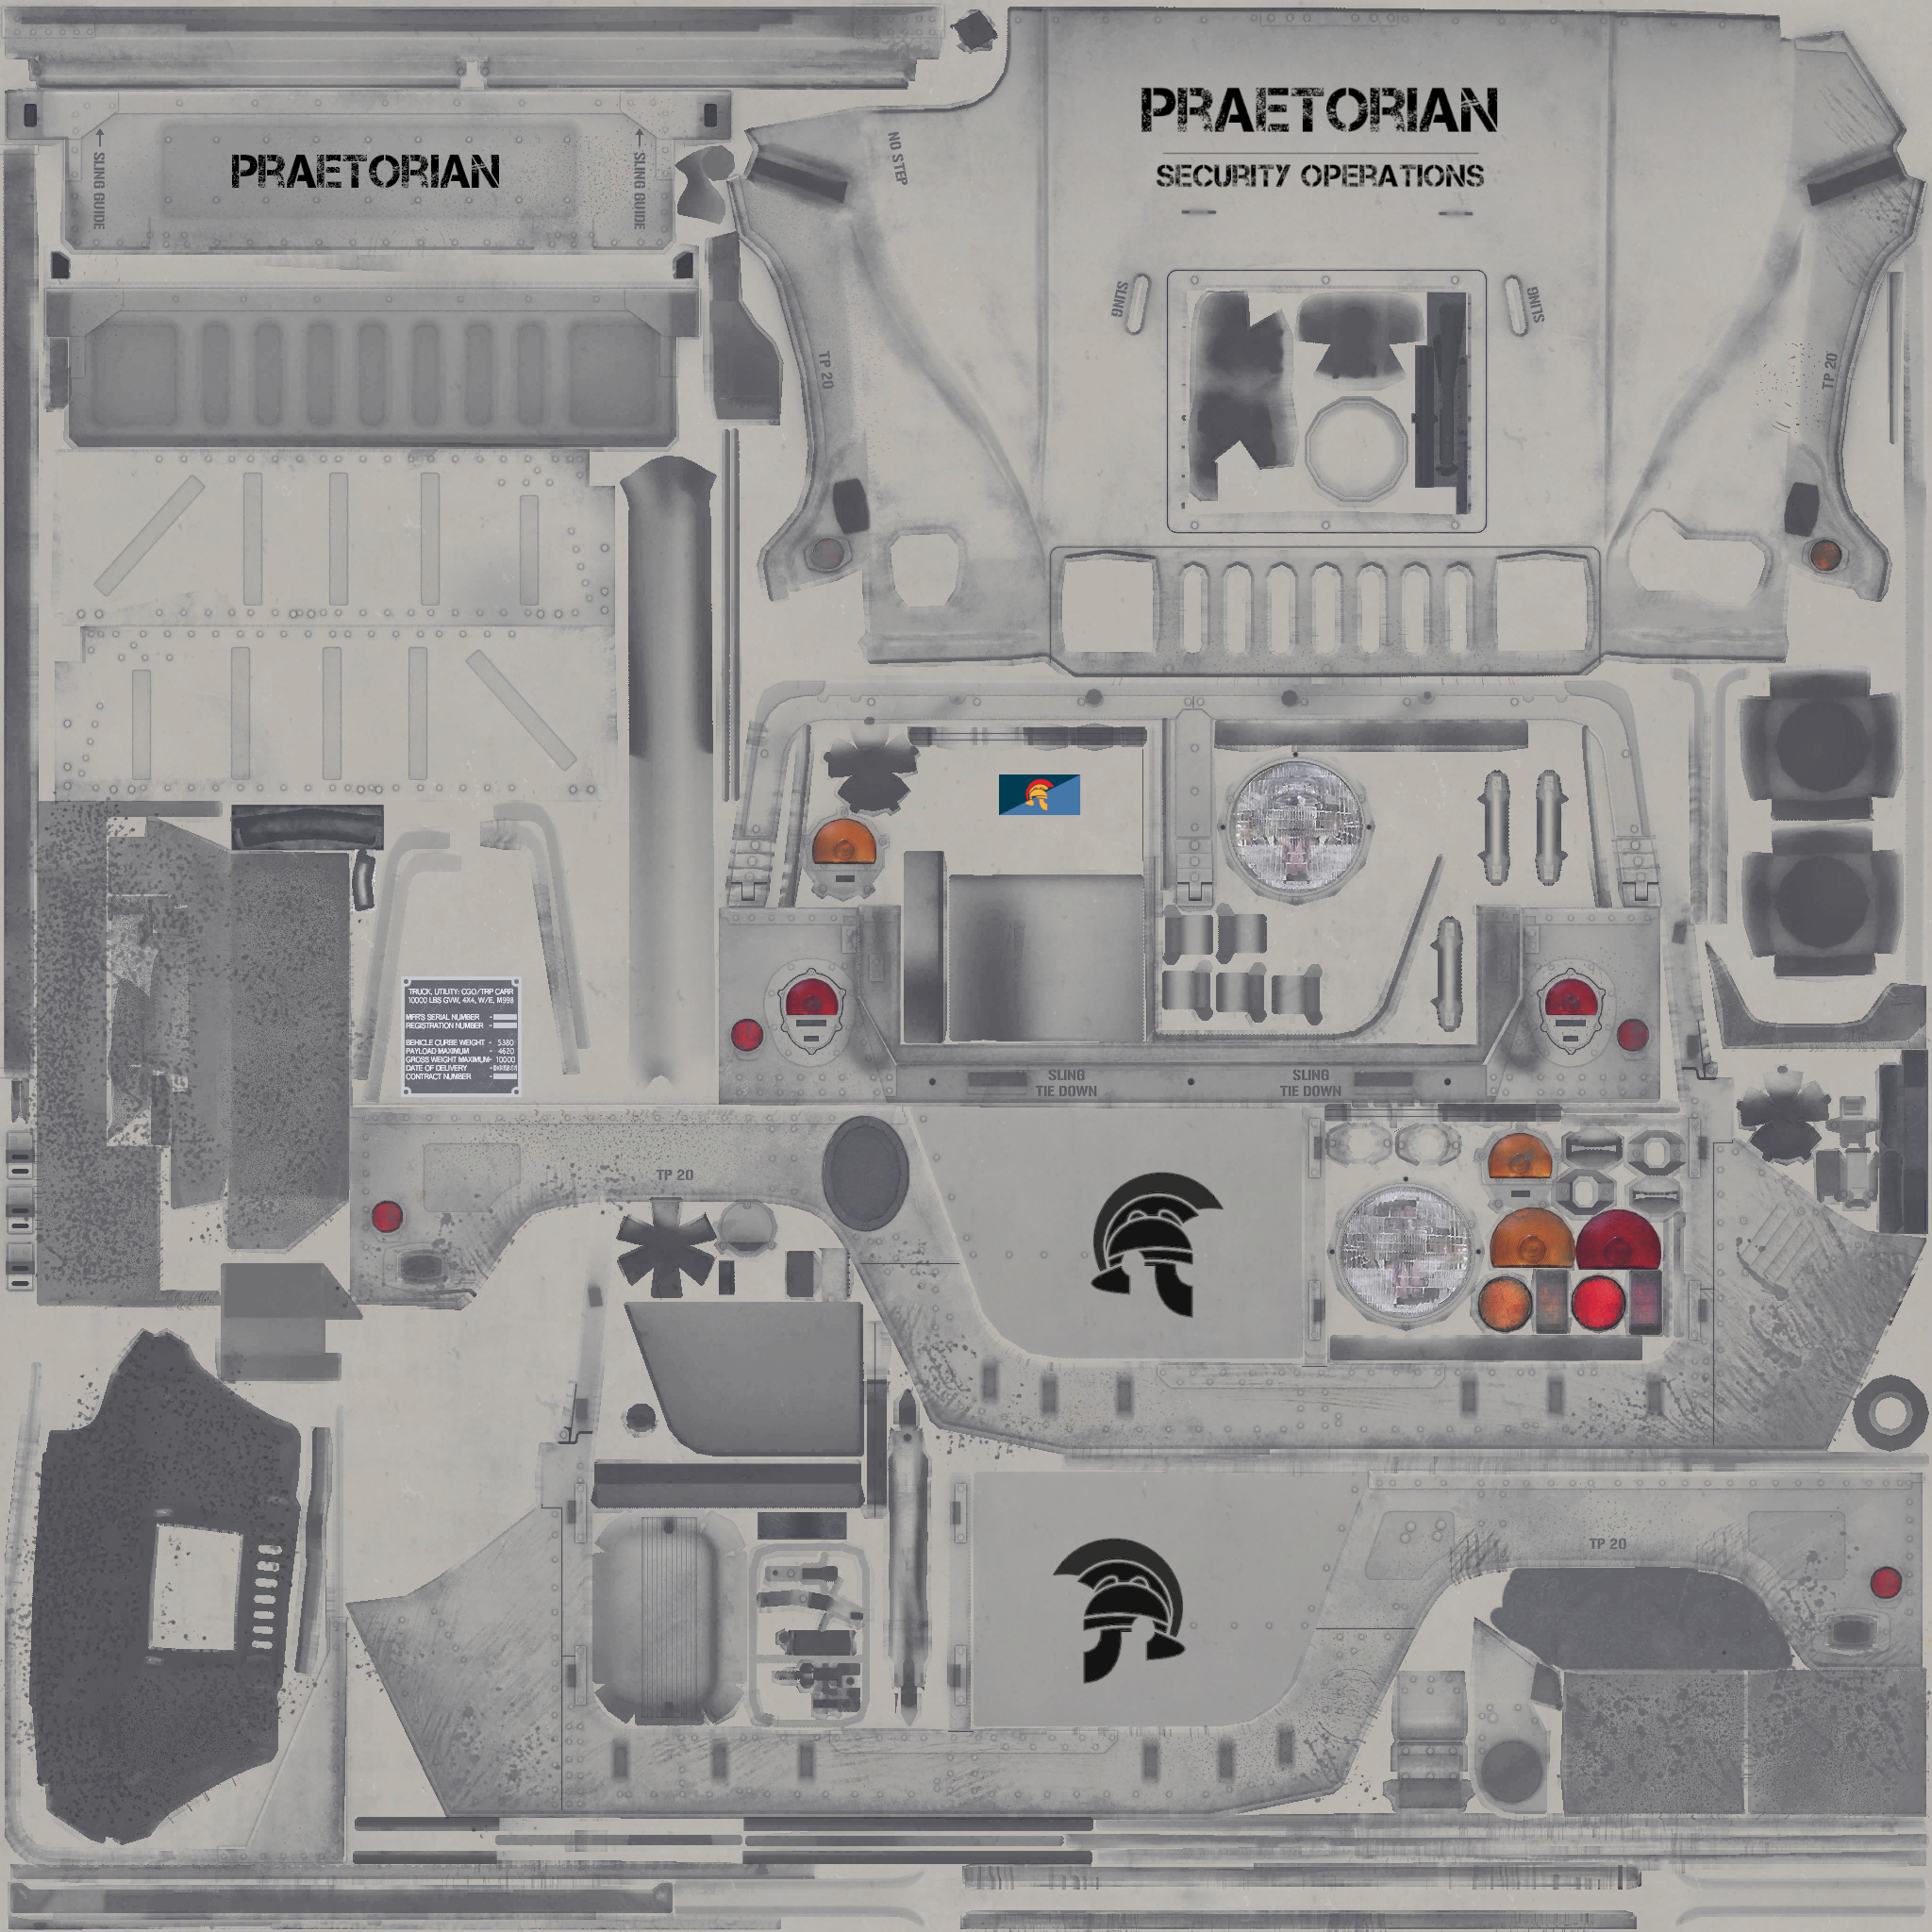 PRAETORIAN
SLING GUIDE
SLING GUIDE
PRAETORIAN
SECURITY OPERATIONS
NO STEP
SLING
SLING
TP 20
TP 20
TRUCK, UTILITY: CGO/TRP CARR
10000 LBS GVW, 4X4, W/E, M998
MFR'S SERIAL NUMBER -
REGISTRATION NUMBER -
BEHICLE CURBE WEIGHT - 5380
PAYLOAD MAXIMUM - 4620
GROSS WEIGHT MAXIMUM- 10000
DATE OF DELIVERY -
CONTRACT NUMBER -
SLING
TIE DOWN
SLING
TIE DOWN
TP 20
TP 20